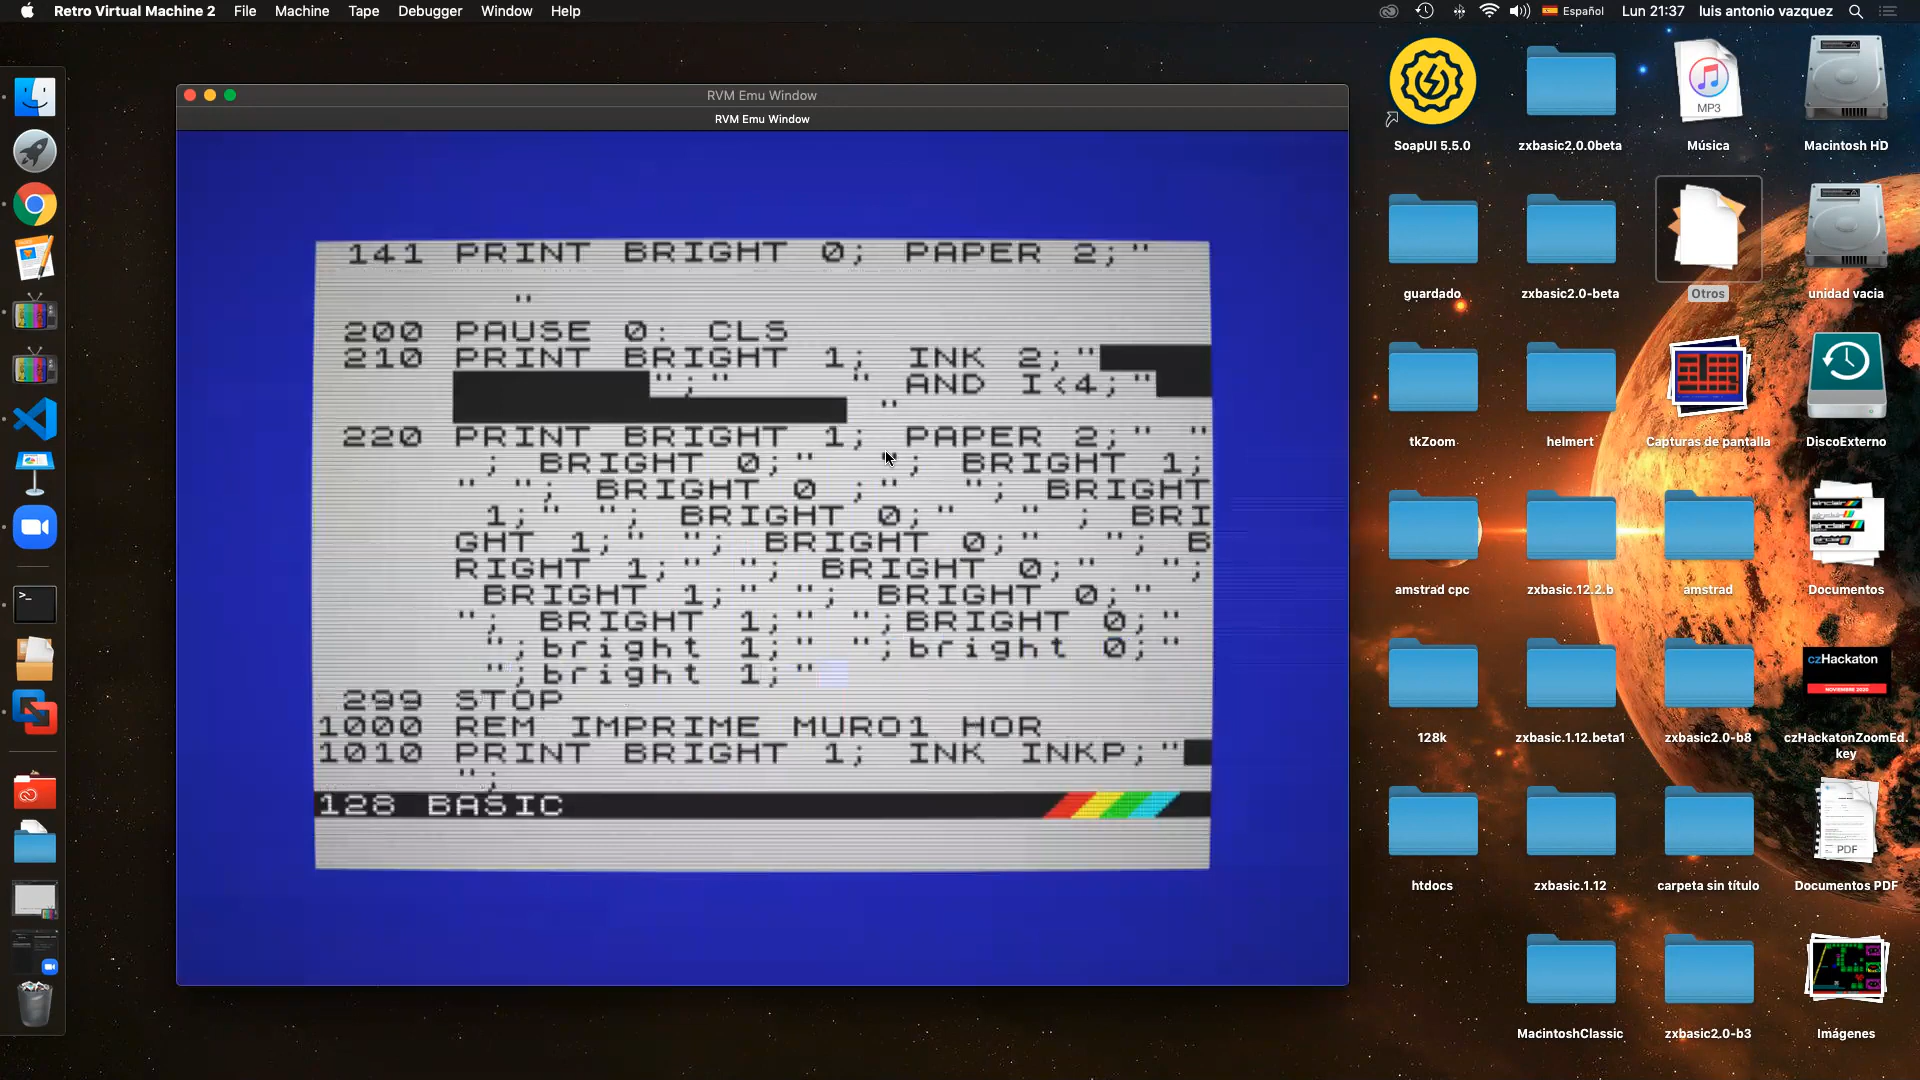 Retro Virtual Machine 2 File Machine Tape Debugger Window Help
Español Lun 21:37 luis antonio vazquez
RVM Emu Window
RVM Emu Window
141 PRINT BRIGHT 0; PAPER 2;"
"
200 PAUSE 0: CLS
210 PRINT BRIGHT 1; INK 2;"
";" " AND I<4;"
"
220 PRINT BRIGHT 1; PAPER 2;" "
; BRIGHT 0;" "; BRIGHT 1;
" "; BRIGHT 0 ;" "; BRIGHT
1;" "; BRIGHT 0;" " ; BRI
GHT 1;" "; BRIGHT 0;" "; B
RIGHT 1;" "; BRIGHT 0;" ";
BRIGHT 1;" "; BRIGHT 0;"
"; BRIGHT 1;" ";BRIGHT 0;"
";bright 1;" ";bright 0;"
";bright 1;"
299 STOP
1000 REM IMPRIME MURO1 HOR
1010 PRINT BRIGHT 1; INK INKP;"
";
128 BASIC
MP3
SoapUI 5.5.0 zxbasic2.0.0beta Música Macintosh HD
guardado zxbasic2.0-beta Otros unidad vacia
tkZoom helmert Capturas de pantalla DiscoExterno
sinclair
amstrad cpc zxbasic.12.2.b amstrad Documentos
czHackaton
NOVIEMBRE 2020
128k zxbasic.1.12.beta1 zxbasic2.0-b8 czHackatonZoomEd.
key
PDF
htdocs zxbasic.1.12 carpeta sin título Documentos PDF
MacintoshClassic zxbasic2.0-b3 Imágenes